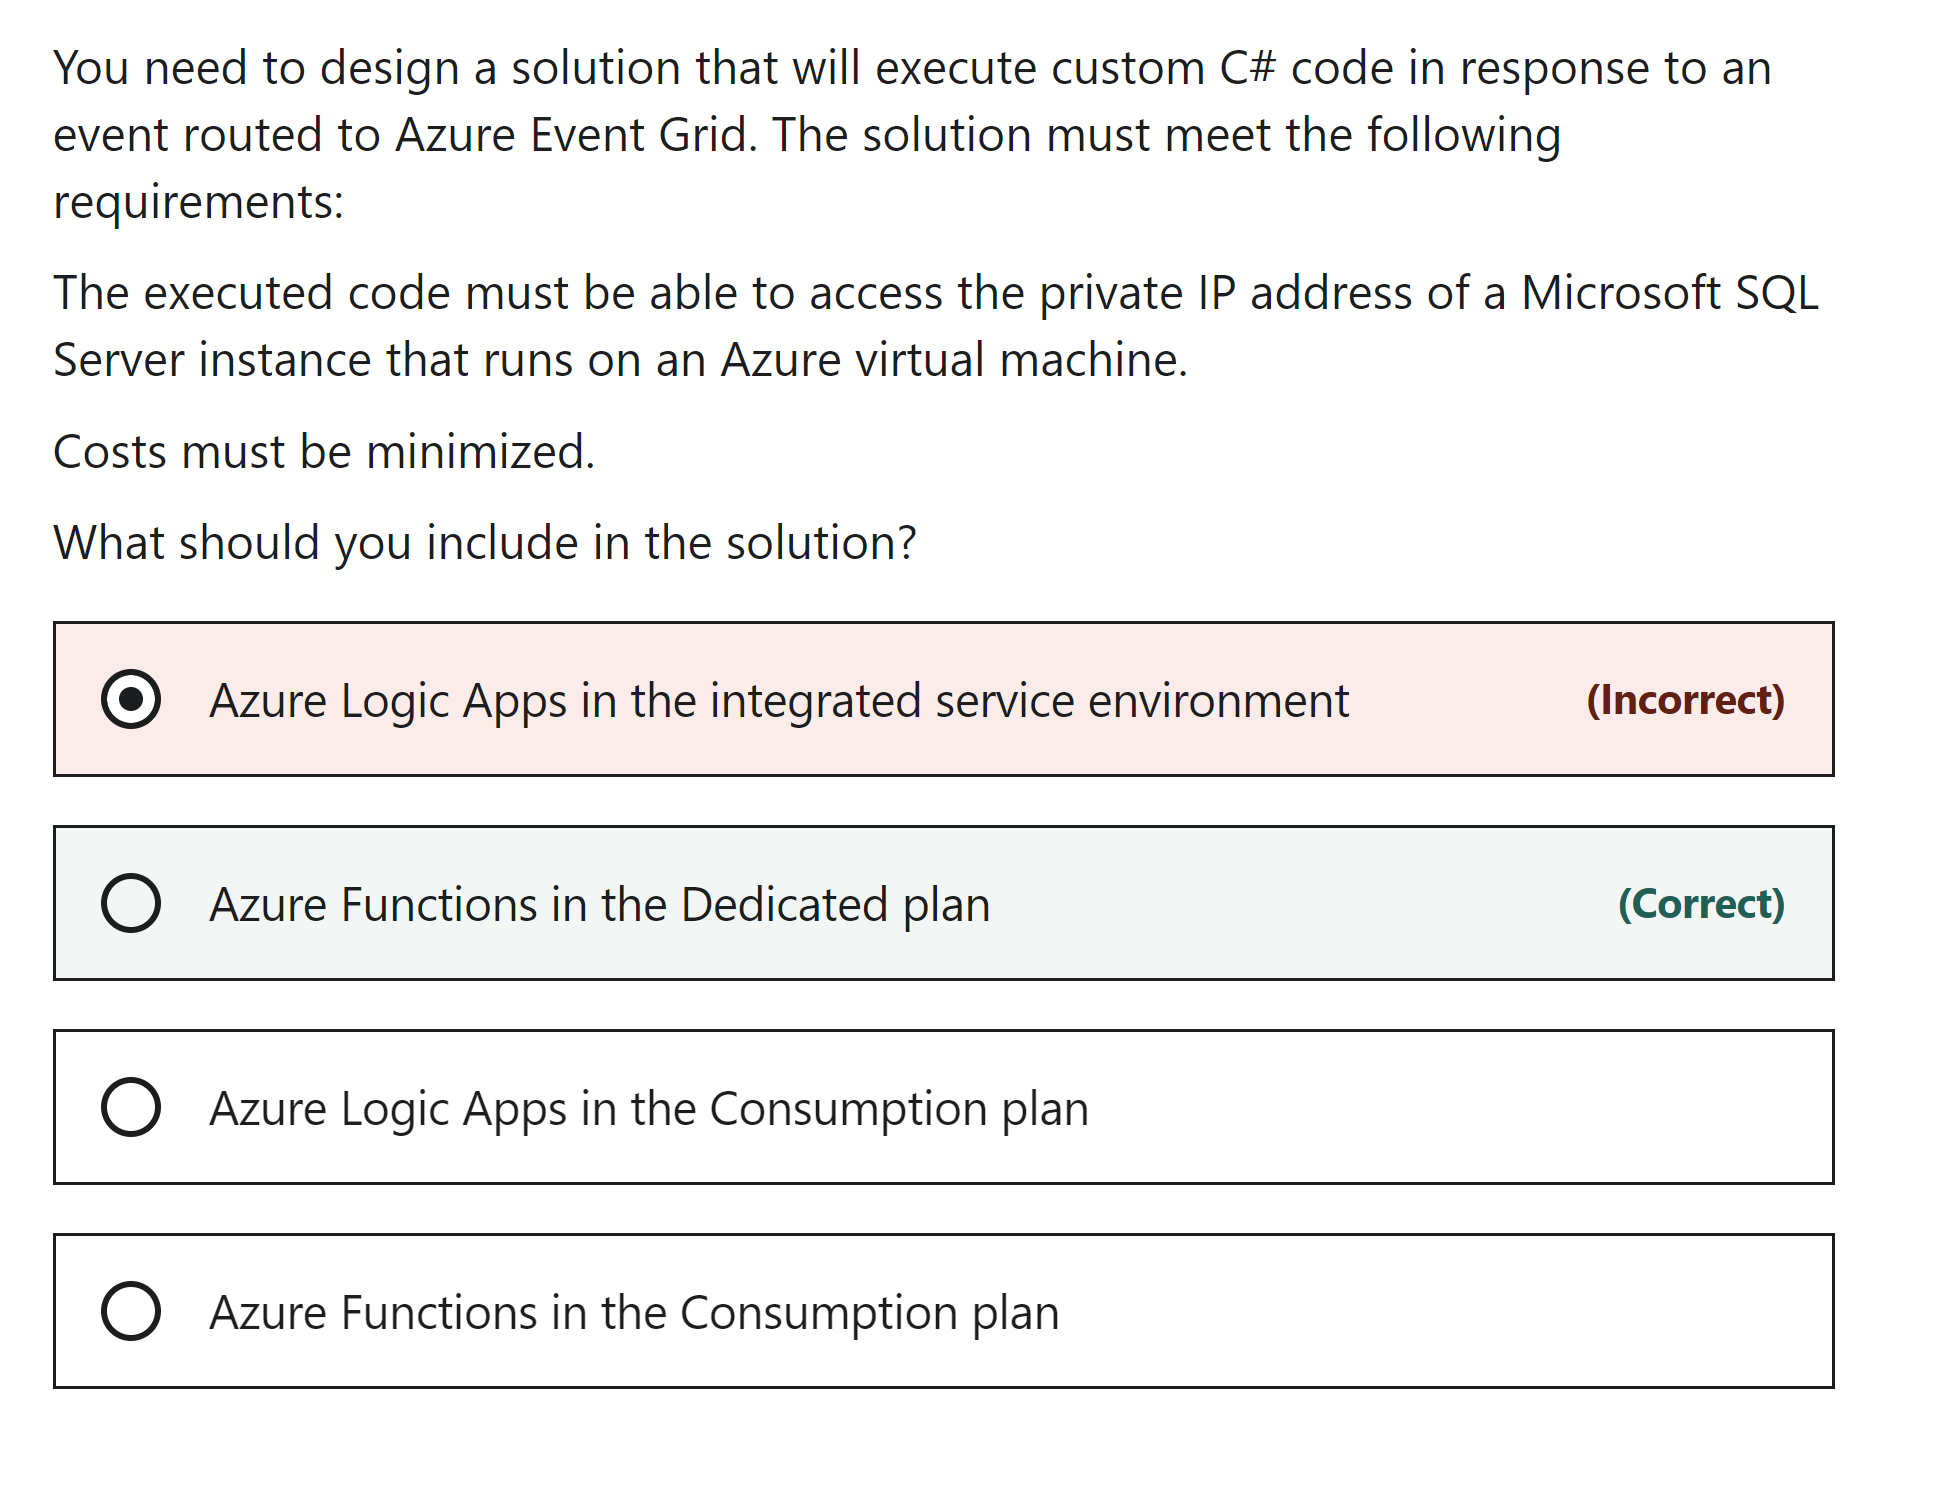 You need to design a solution that will execute custom C# code in response to an
event routed to Azure Event Grid. The solution must meet the following
requirements:
The executed code must be able to access the private IP address of a Microsoft SQL
Server instance that runs on an Azure virtual machine.
Costs must be minimized.
What should you include in the solution?
Azure Logic Apps in the integrated service environment (Incorrect)
Azure Functions in the Dedicated plan (Correct)
Azure Logic Apps in the Consumption plan
Azure Functions in the Consumption plan